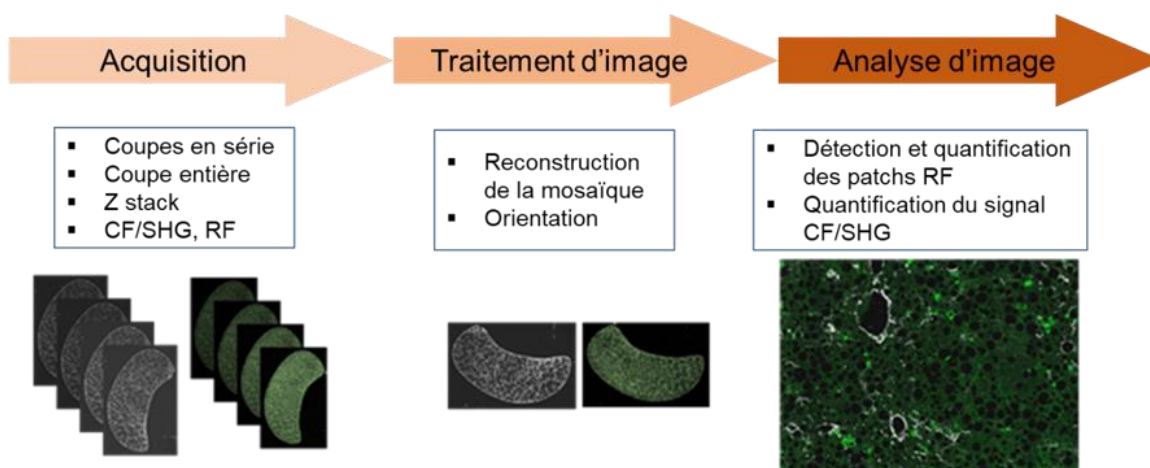 Acquisition
Traitement d'image
Analyse d'image
▪ Coupes en série
▪ Coupe entière
▪ Z stack
▪ CF/SHG, RF
▪ Reconstruction
de la mosaïque
▪ Orientation
▪ Détection et quantification
des patchs RF
▪ Quantification du signal
CF/SHG